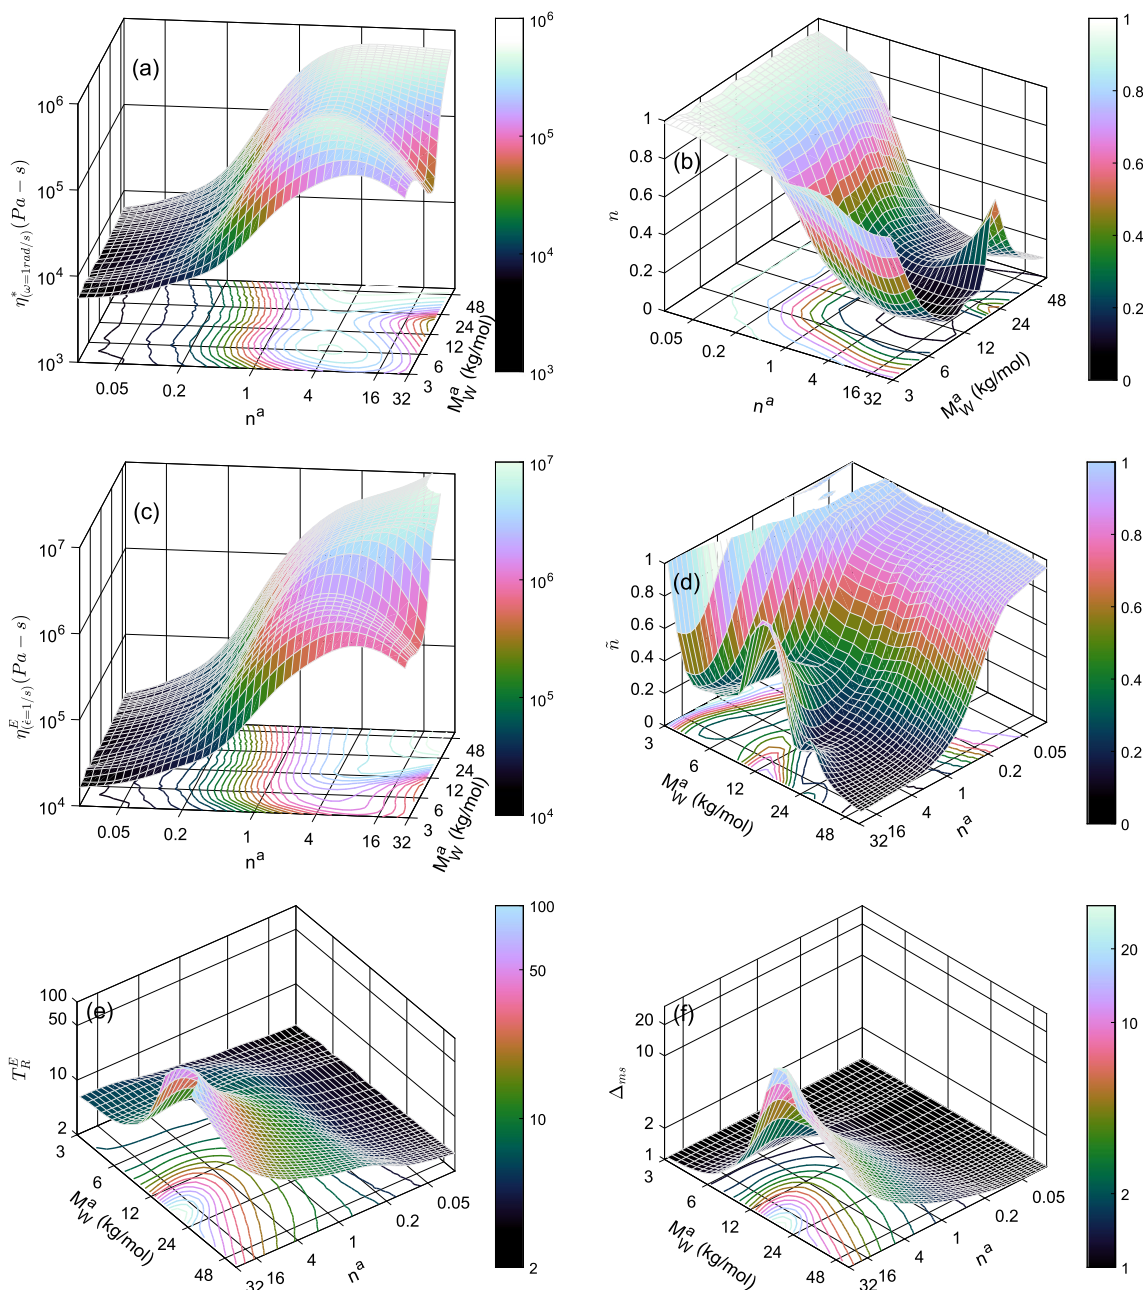 (a)
10^6
10^5
10^4
10^3
η*(ω=1rad/s)(Pa − s)
0.05 0.2 1 4 16 32
n^a
3 6 12 24 48
M_W^a (kg/mol)
10^6
10^5
10^4
10^3
(b)
1
0.8
0.6
0.4
0.2
0
n
0.05 0.2 1 4 16 32
n^a
3 6 12 24 48
M_W^a (kg/mol)
1
0.8
0.6
0.4
0.2
0
(c)
10^7
10^6
10^5
10^4
η^E(ε̇=1/s)(Pa − s)
0.05 0.2 1 4 16 32
n^a
3 6 12 24 48
M_W^a (kg/mol)
10^7
10^6
10^5
10^4
(d)
1
0.8
0.6
0.4
0.2
0
ñ
3 6 12 24 48
M_W^a (kg/mol)
32 16 4 1 0.2 0.05
n^a
1
0.8
0.6
0.4
0.2
0
(e)
100
50
10
2
T_R^E
3 6 12 24 48
M_W^a (kg/mol)
32 16 4 1 0.2 0.05
n^a
100
50
10
2
(f)
20
10
2
1
Δ_ms
3 6 12 24 48
M_W^a (kg/mol)
32 16 4 1 0.2 0.05
n^a
20
10
2
1